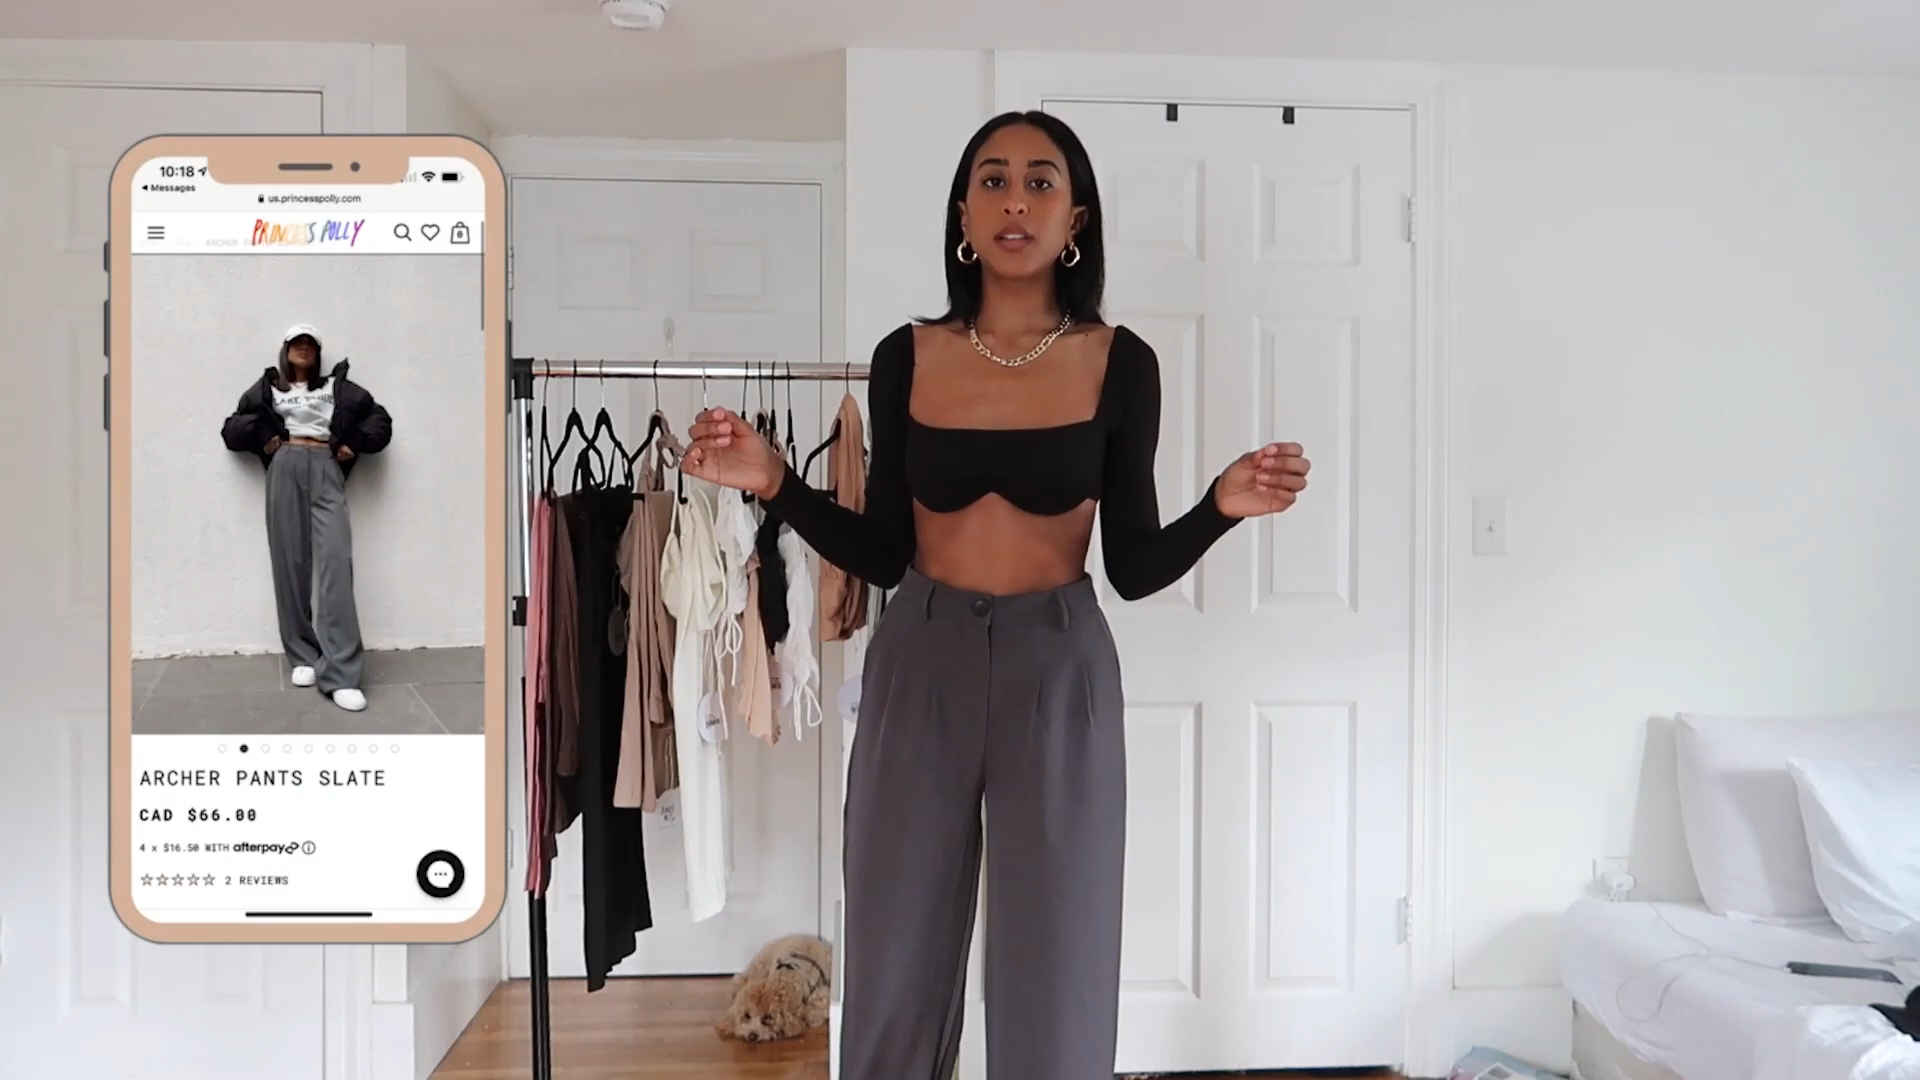 10:18
Messages
us.princesspolly.com
PRINCESS POLLY
0
ARCHER PANTS SLATE
CAD $66.00
4 x $16.50 WITH afterpay
2 REVIEWS